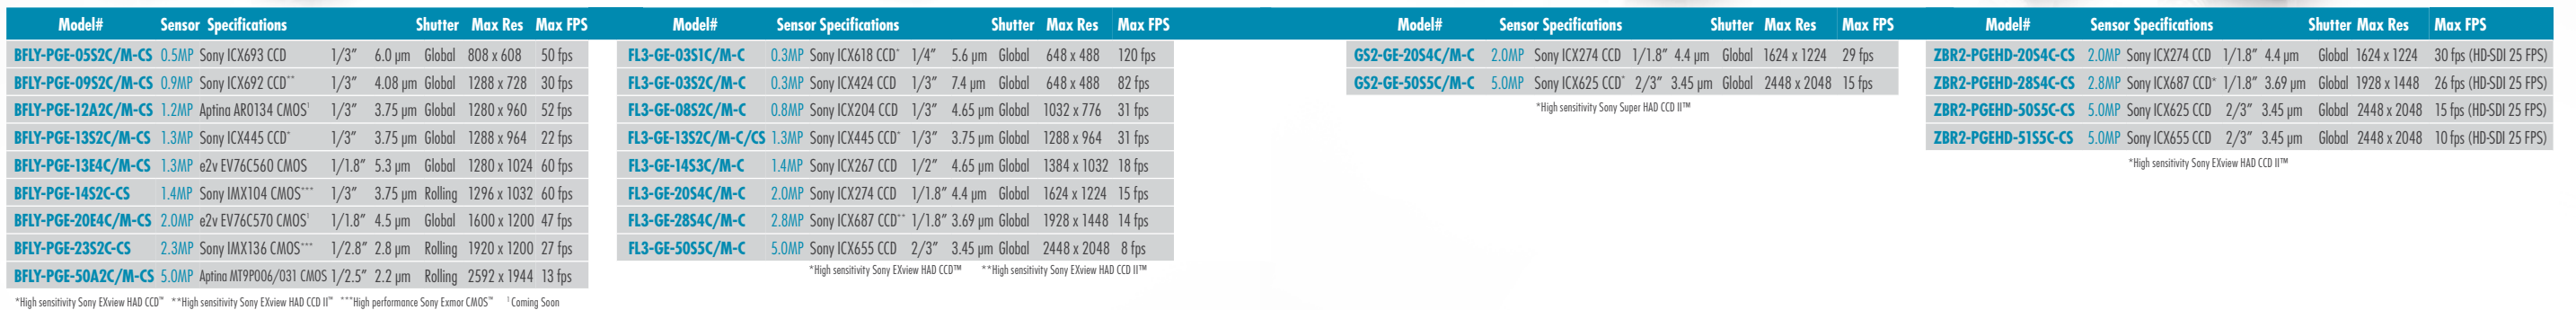 Model# Sensor Specifications Shutter Max Res Max FPS
BFLY-PGE-05S2C/M-CS 0.5MP Sony ICX693 CCD 1/3" 6.0 µm Global 808 x 608 50 fps
BFLY-PGE-09S2C/M-CS 0.9MP Sony ICX692 CCD** 1/3" 4.08 µm Global 1288 x 728 30 fps
BFLY-PGE-12A2C/M-CS 1.2MP Aptina AR0134 CMOS¹ 1/3" 3.75 µm Global 1280 x 960 52 fps
BFLY-PGE-13S2C/M-CS 1.3MP Sony ICX445 CCD* 1/3" 3.75 µm Global 1288 x 964 22 fps
BFLY-PGE-13E4C/M-CS 1.3MP e2v EV76C560 CMOS 1/1.8" 5.3 µm Global 1280 x 1024 60 fps
BFLY-PGE-14S2C-CS 1.4MP Sony IMX104 CMOS*** 1/3" 3.75 µm Rolling 1296 x 1032 60 fps
BFLY-PGE-20E4C/M-CS 2.0MP e2v EV76C570 CMOS¹ 1/1.8" 4.5 µm Global 1600 x 1200 47 fps
BFLY-PGE-23S2C-CS 2.3MP Sony IMX136 CMOS*** 1/2.8" 2.8 µm Rolling 1920 x 1200 27 fps
BFLY-PGE-50A2C/M-CS 5.0MP Aptina MT9P006/031 CMOS 1/2.5" 2.2 µm Rolling 2592 x 1944 13 fps
*High sensitivity Sony EXview HAD CCD™ **High sensitivity Sony EXview HAD CCD II™ ***High performance Sony Exmor CMOS™ ¹Coming Soon
Model# Sensor Specifications Shutter Max Res Max FPS
FL3-GE-03S1C/M-C 0.3MP Sony ICX618 CCD* 1/4" 5.6 µm Global 648 x 488 120 fps
FL3-GE-03S2C/M-C 0.3MP Sony ICX424 CCD 1/3" 7.4 µm Global 648 x 488 82 fps
FL3-GE-08S2C/M-C 0.8MP Sony ICX204 CCD 1/3" 4.65 µm Global 1032 x 776 31 fps
FL3-GE-13S2C/M-C/CS 1.3MP Sony ICX445 CCD* 1/3" 3.75 µm Global 1288 x 964 31 fps
FL3-GE-14S3C/M-C 1.4MP Sony ICX267 CCD 1/2" 4.65 µm Global 1384 x 1032 18 fps
FL3-GE-20S4C/M-C 2.0MP Sony ICX274 CCD 1/1.8" 4.4 µm Global 1624 x 1224 15 fps
FL3-GE-28S4C/M-C 2.8MP Sony ICX687 CCD** 1/1.8" 3.69 µm Global 1928 x 1448 14 fps
FL3-GE-50S5C/M-C 5.0MP Sony ICX655 CCD 2/3" 3.45 µm Global 2448 x 2048 8 fps
*High sensitivity Sony EXview HAD CCD™ **High sensitivity Sony EXview HAD CCD II™
Model# Sensor Specifications Shutter Max Res Max FPS
GS2-GE-20S4C/M-C 2.0MP Sony ICX274 CCD 1/1.8" 4.4 µm Global 1624 x 1224 29 fps
GS2-GE-50S5C/M-C 5.0MP Sony ICX625 CCD* 2/3" 3.45 µm Global 2448 x 2048 15 fps
*High sensitivity Sony Super HAD CCD II™
Model# Sensor Specifications Shutter Max Res Max FPS
ZBR2-PGEHD-20S4C-CS 2.0MP Sony ICX274 CCD 1/1.8" 4.4 µm Global 1624 x 1224 30 fps (HD-SDI 25 FPS)
ZBR2-PGEHD-28S4C-CS 2.8MP Sony ICX687 CCD* 1/1.8" 3.69 µm Global 1928 x 1448 26 fps (HD-SDI 25 FPS)
ZBR2-PGEHD-50S5C-CS 5.0MP Sony ICX625 CCD 2/3" 3.45 µm Global 2448 x 2048 15 fps (HD-SDI 25 FPS)
ZBR2-PGEHD-51S5C-CS 5.0MP Sony ICX655 CCD 2/3" 3.45 µm Global 2448 x 2048 10 fps (HD-SDI 25 FPS)
*High sensitivity Sony EXview HAD CCD II™